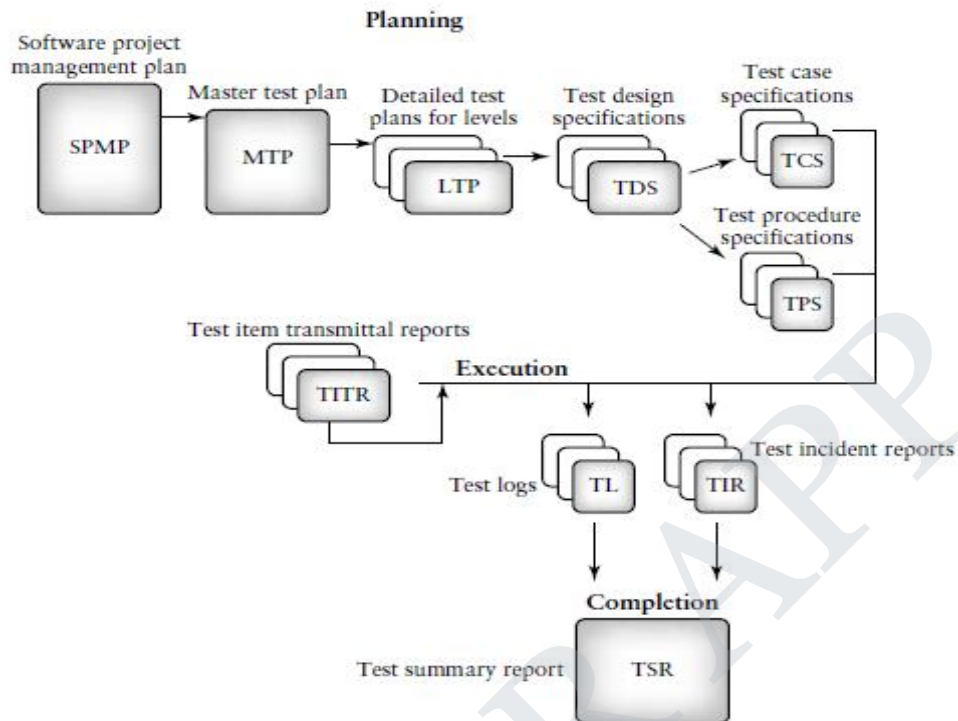 Planning
Software project
management plan
SPMP
Master test plan
MTP
Detailed test
plans for levels
LTP
Test design
specifications
TDS
Test case
specifications
TCS
Test procedure
specifications
TPS
Test item transmittal reports
TITR
Execution
Test logs
TL
TIR
Test incident reports
Completion
Test summary report
TSR
APP